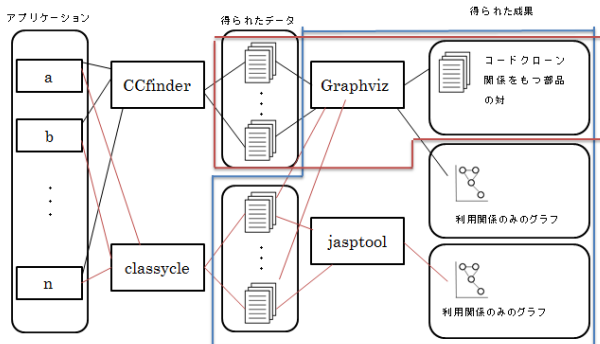 アプリケーション
得られたデータ
得られた成果
a
b
n
CCfinder
classycle
Graphviz
jasptool
コードクローン
関係をもつ部品
の対
利用関係のみのグラフ
利用関係のみのグラフ